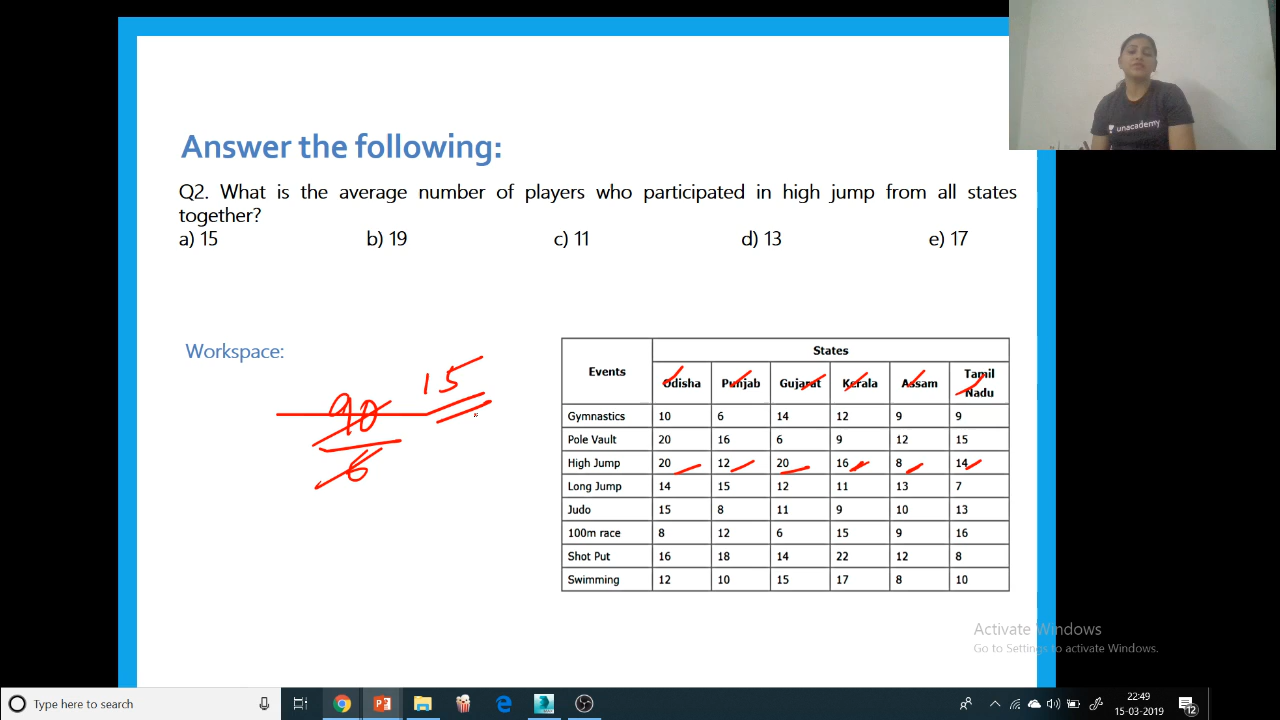 unacademy
Answer the following:
Q2. What is the average number of players who participated in high jump from all states
together?
a) 15 b) 19 c) 11 d) 13 e) 17
Workspace:
15
90
6
States
Events Odisha Punjab Gujarat Kerala Assam Tamil Nadu
Gymnastics 10 6 14 12 9 9
Pole Vault 20 16 6 9 12 15
High Jump 20 12 20 16 8 14
Long Jump 14 15 12 11 13 7
Judo 15 8 11 9 10 13
100m race 8 12 6 15 9 16
Shot Put 16 18 14 22 12 8
Swimming 12 10 15 17 8 10
Activate Windows
Go to Settings to activate Windows.
Type here to search
22:49
15-03-2019
12